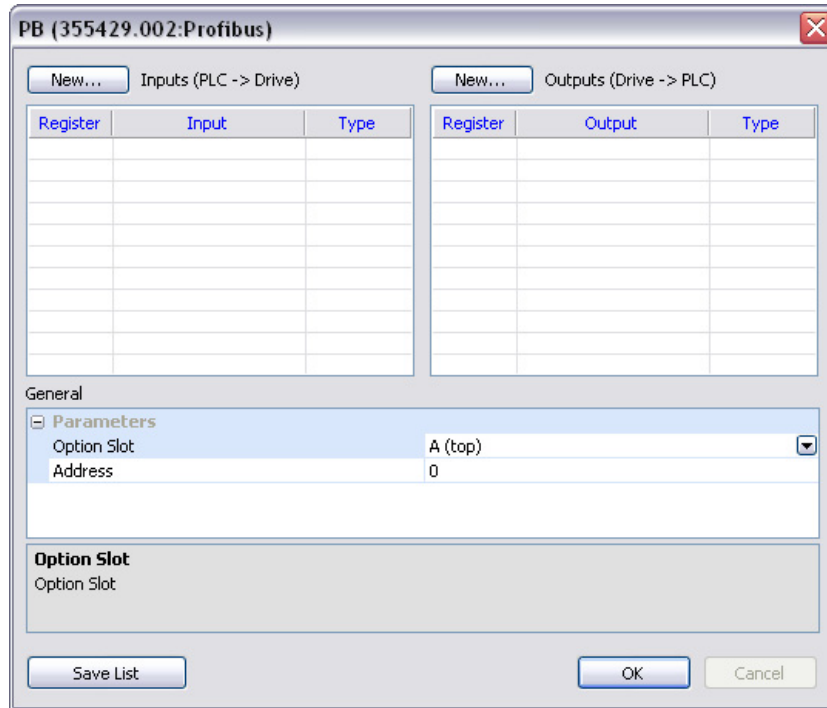 PB (355429.002:Profibus)
New... Inputs (PLC -> Drive) New... Outputs (Drive -> PLC)
Register Input Type Register Output Type
General
Parameters
Option Slot A (top)
Address 0
Option Slot
Option Slot
Save List OK Cancel